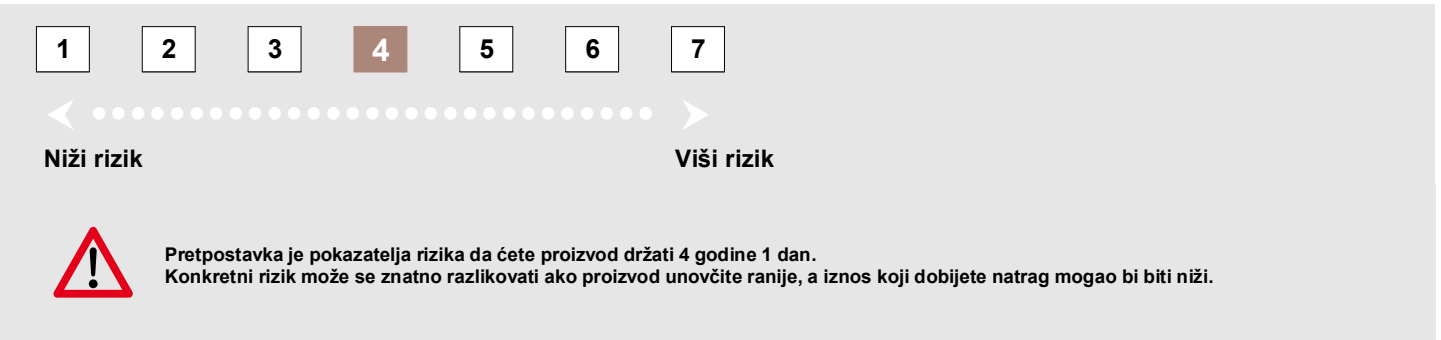 1 2 3 4 5 6 7
Niži rizik Viši rizik
Pretpostavka je pokazatelja rizika da ćete proizvod držati 4 godine 1 dan.
Konkretni rizik može se znatno razlikovati ako proizvod unovčite ranije, a iznos koji dobijete natrag mogao bi biti niži.